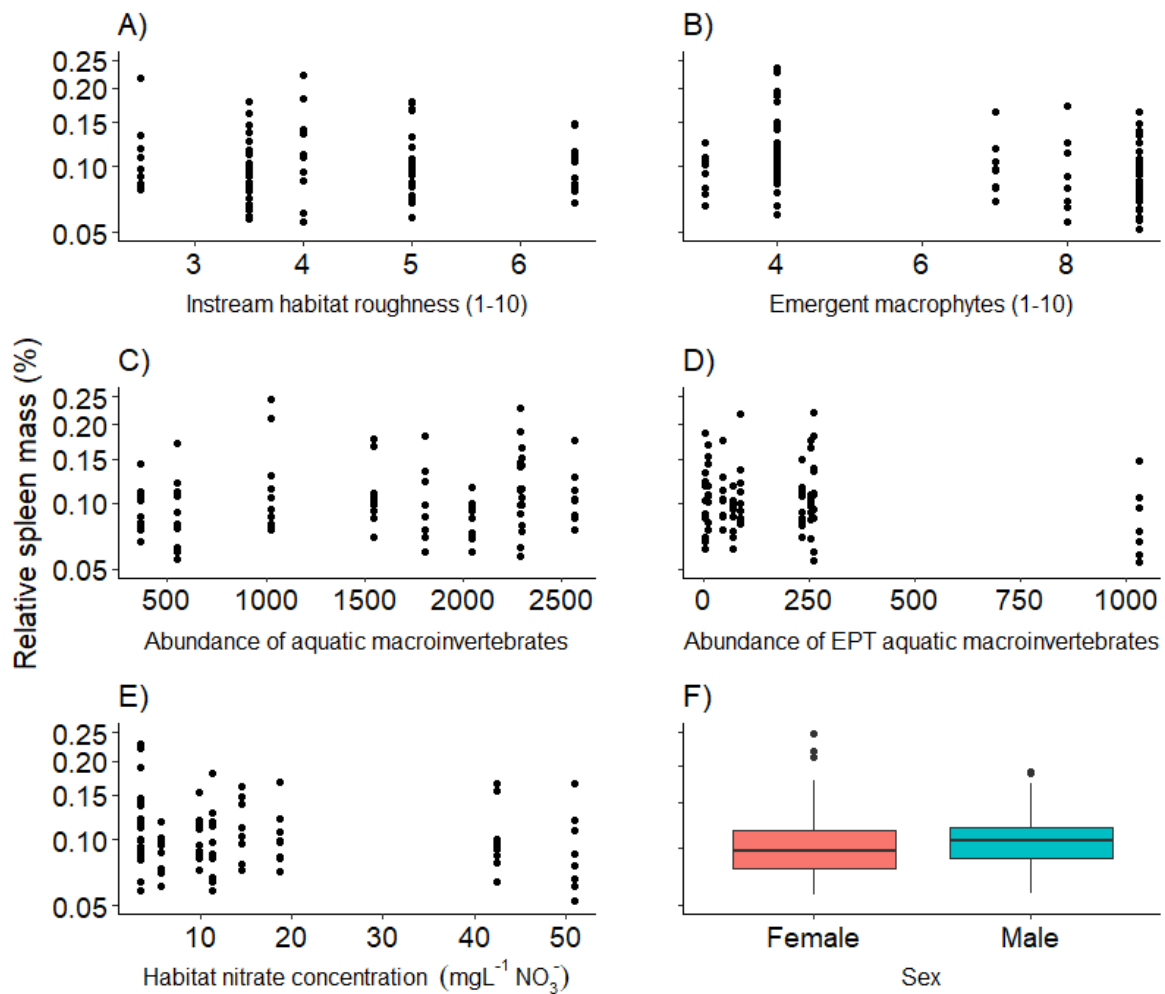 A)
0.25
0.20
0.15
0.10
0.05
3 4 5 6
Instream habitat roughness (1-10)
B)
4 6 8
Emergent macrophytes (1-10)
Relative spleen mass (%)
C)
0.25
0.20
0.15
0.10
0.05
500 1000 1500 2000 2500
Abundance of aquatic macroinvertebrates
D)
0 250 500 750 1000
Abundance of EPT aquatic macroinvertebrates
E)
0.25
0.20
0.15
0.10
0.05
10 20 30 40 50
Habitat nitrate concentration (mgL⁻¹ NO₃⁻)
F)
Female Male
Sex